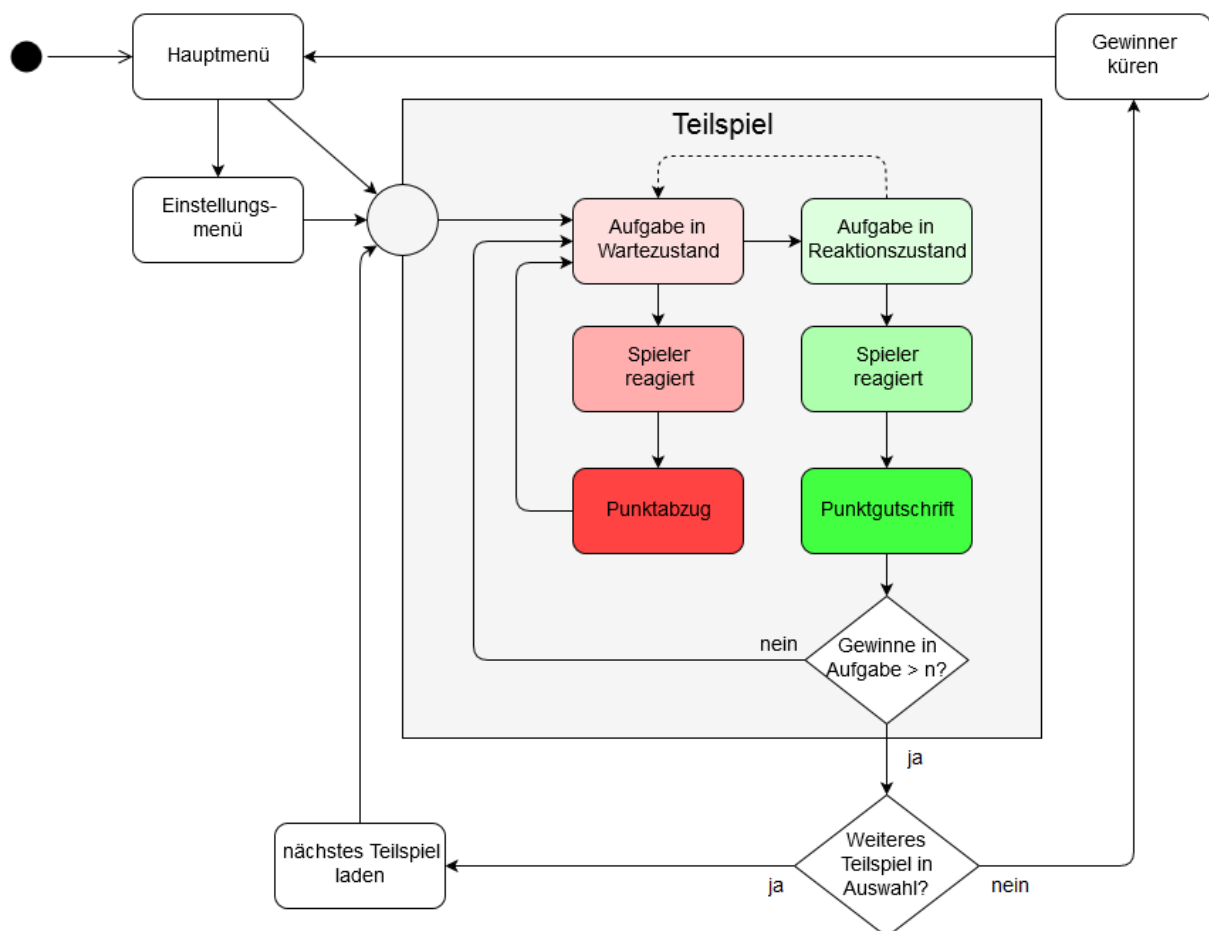 Hauptmenü
Gewinner
küren
Teilspiel
Einstellungs-
menü
Aufgabe in
Wartezustand
Aufgabe in
Reaktionszustand
Spieler
reagiert
Spieler
reagiert
Punktabzug
Punktgutschrift
nein
Gewinne in
Aufgabe > n?
ja
nächstes Teilspiel
laden
ja
Weiteres
Teilspiel in
Auswahl?
nein